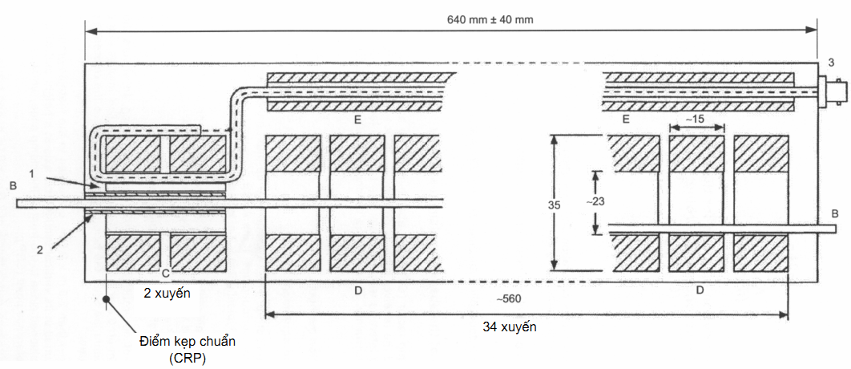 640 mm ± 40 mm
3
E
E
~15
1
B
35
~23
B
2
C
D
D
2 xuyến
~560
34 xuyến
Điểm kẹp chuẩn
(CRP)